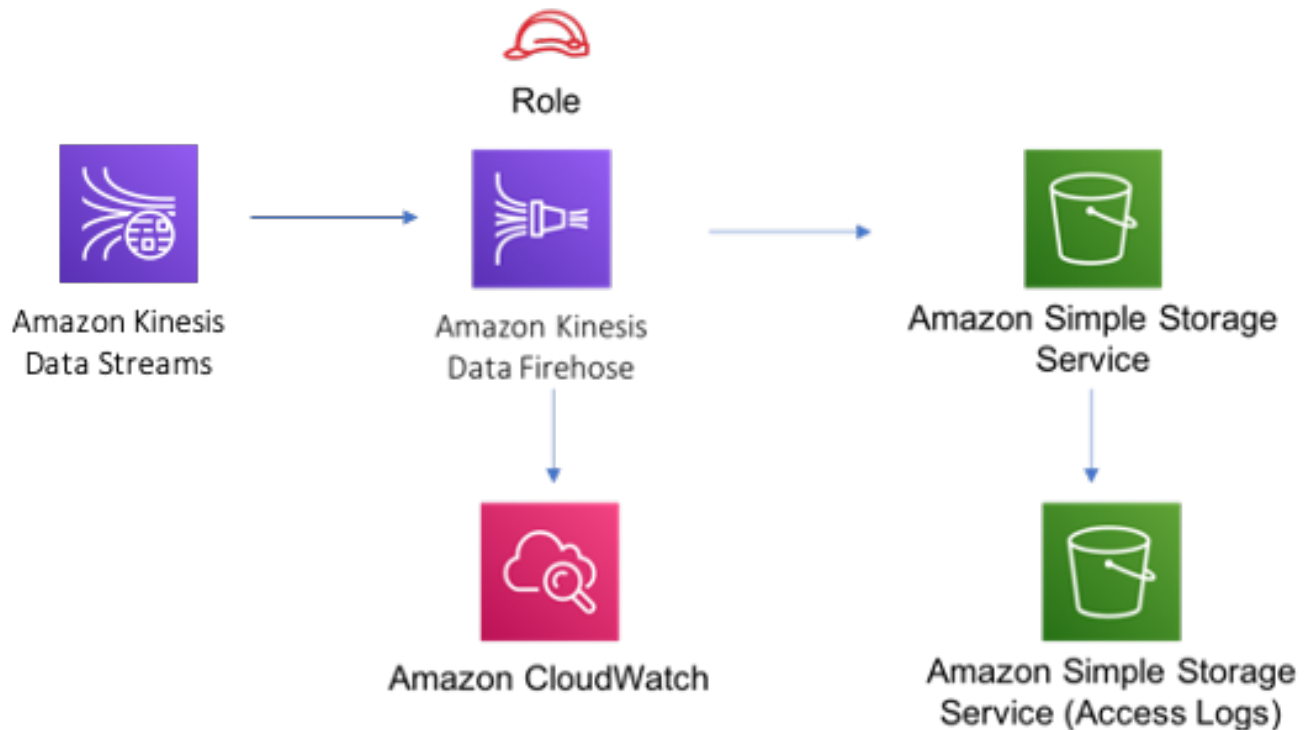 Role
Amazon Kinesis
Data Streams
Amazon Kinesis
Data Firehose
Amazon Simple Storage
Service
Amazon CloudWatch
Amazon Simple Storage
Service (Access Logs)